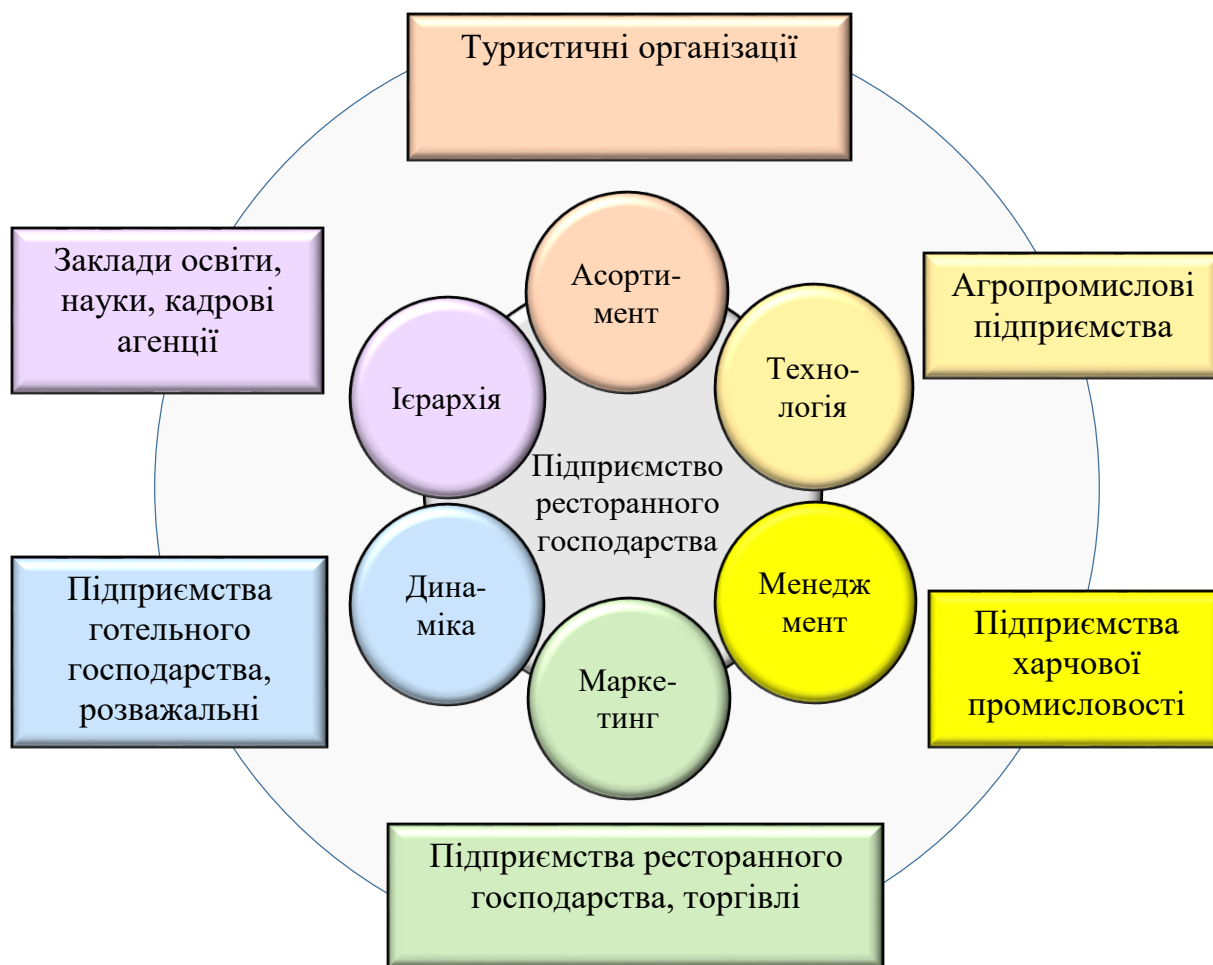 Туристичні організації
Заклади освіти,
науки, кадрові
агенції
Асорти-
мент
Агропромислові
підприємства
Ієрархія
Техно-
логія
Підприємство
ресторанного
господарства
Підприємства
готельного
господарства,
розважальні
Дина-
міка
Менедж
мент
Підприємства
харчової
промисловості
Марке-
тинг
Підприємства ресторанного
господарства, торгівлі